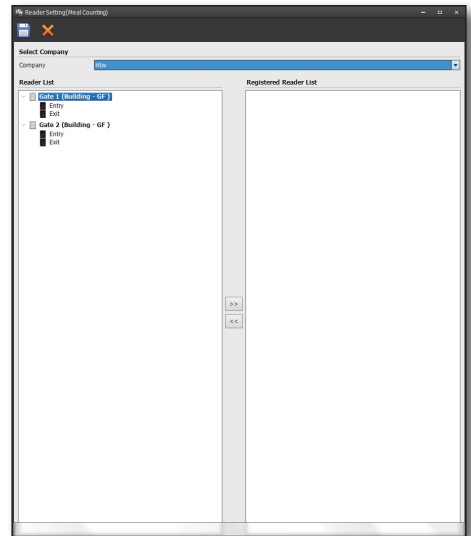 Reader Setting(Meal Counting)
Select Company
Company
Htw
Reader List
Registered Reader List
Gate 1 (Building - GF )
Entry
Exit
Gate 2 (Building - GF )
Entry
Exit
>>
<<